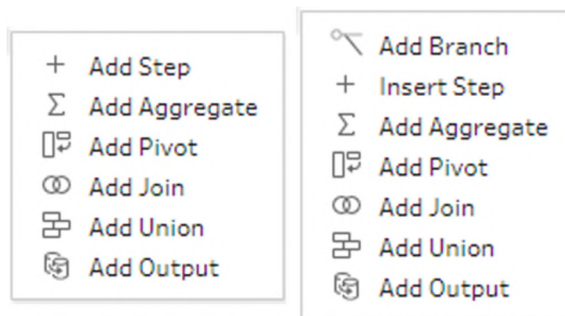 Add Step
Add Aggregate
Add Pivot
Add Join
Add Union
Add Output
Add Branch
Insert Step
Add Aggregate
Add Pivot
Add Join
Add Union
Add Output